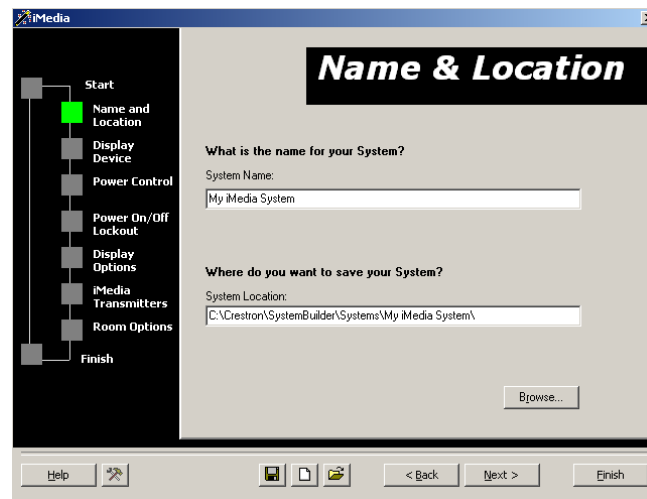 iMedia
Name & Location
Start
Name and
Location
Display
Device
Power Control
Power On/Off
Lockout
Display
Options
iMedia
Transmitters
Room Options
Finish
What is the name for your System?
System Name:
My iMedia System
Where do you want to save your System?
System Location:
C:\Crestron\SystemBuilder\Systems\My iMedia System\
Browse...
Help
< Back
Next >
Finish